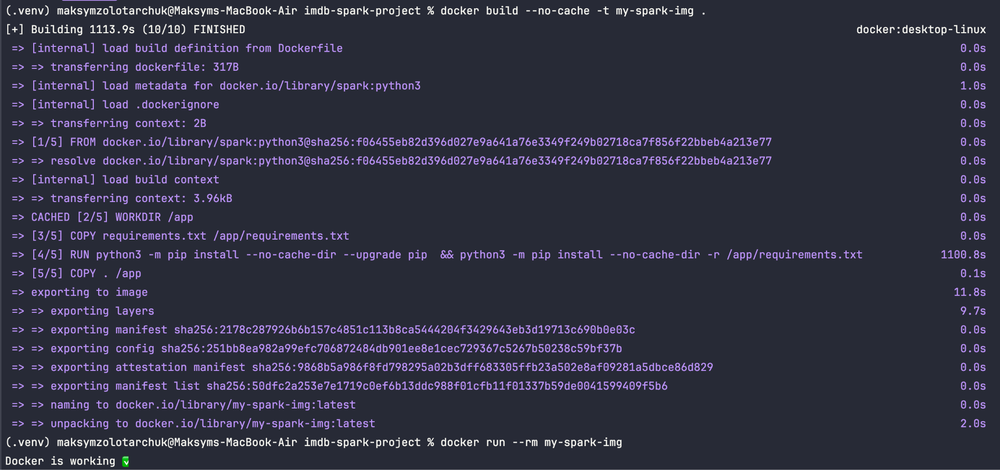 (.venv) maksymzolotarchuk@Maksyms-MacBook-Air imdb-spark-project % docker build --no-cache -t my-spark-img .
[+] Building 1113.9s (10/10) FINISHED docker:desktop-linux
=> [internal] load build definition from Dockerfile 0.0s
=> => transferring dockerfile: 317B 0.0s
=> [internal] load metadata for docker.io/library/spark:python3 1.0s
=> [internal] load .dockerignore 0.0s
=> => transferring context: 2B 0.0s
=> [1/5] FROM docker.io/library/spark:python3@sha256:f06455eb82d396d027e9a641a76e3349f249b02718ca7f856f22bbeb4a213e77 0.0s
=> => resolve docker.io/library/spark:python3@sha256:f06455eb82d396d027e9a641a76e3349f249b02718ca7f856f22bbeb4a213e77 0.0s
=> [internal] load build context 0.0s
=> => transferring context: 3.96kB 0.0s
=> CACHED [2/5] WORKDIR /app 0.0s
=> [3/5] COPY requirements.txt /app/requirements.txt 0.0s
=> [4/5] RUN python3 -m pip install --no-cache-dir --upgrade pip  && python3 -m pip install --no-cache-dir -r /app/requirements.txt 1100.8s
=> [5/5] COPY . /app 0.1s
=> exporting to image 11.8s
=> => exporting layers 9.7s
=> => exporting manifest sha256:2178c287926b6b157c4851c113b8ca5444204f3429643eb3d19713c690b0e03c 0.0s
=> => exporting config sha256:251bb8ea982a99efc706872484db901ee8e1cec729367c5267b50238c59bf37b 0.0s
=> => exporting attestation manifest sha256:9868b5a986f8fd798295a02b3dff683305ffb23a502e8af09281a5dbce86d829 0.0s
=> => exporting manifest list sha256:50dfc2a253e7e1719c0ef6b13ddc988f01cfb11f01337b59de0041599409f5b6 0.0s
=> => naming to docker.io/library/my-spark-img:latest 0.0s
=> => unpacking to docker.io/library/my-spark-img:latest 2.0s
(.venv) maksymzolotarchuk@Maksyms-MacBook-Air imdb-spark-project % docker run --rm my-spark-img
Docker is working ✅